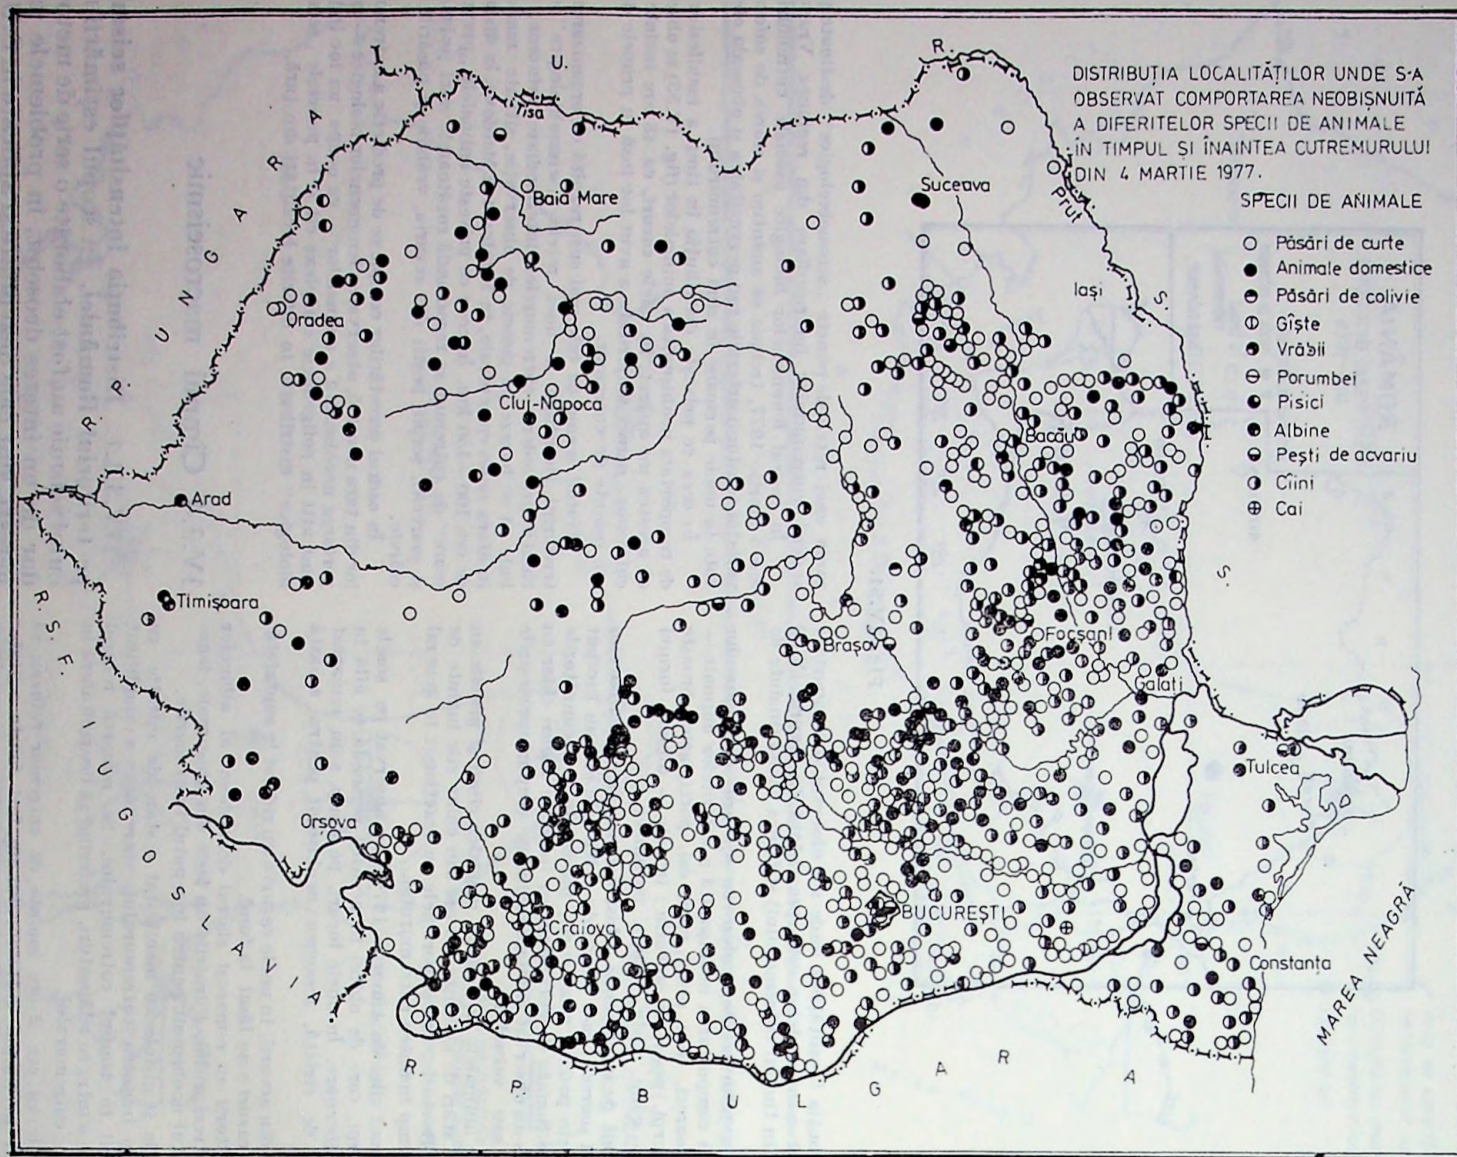 DISTRIBUȚIA LOCALITĂȚILOR UNDE S-A
OBSERVAT COMPORTAREA NEOBIȘNUITĂ
A DIFERITELOR SPECII DE ANIMALE
ÎN TIMPUL ȘI ÎNAINTEA CUTREMURULUI
DIN 4 MARTIE 1977.
SPECII DE ANIMALE
Păsări de curte
Animale domestice
Păsări de colivie
Gîște
Vrăbii
Porumbei
Pisici
Albine
Pești de acvariu
Cîini
Cai
U. R. S. S.
R. P. UNGARA
R. S. F. IUGOSLAVIA
R. P. BULGARA
MAREA NEAGRĂ
Tisa
Prut
Baia Mare
Suceava
Iași
Oradea
Cluj-Napoca
Bacău
Arad
Timișoara
Brașov
Focșani
Galați
Tulcea
Orșova
Craiova
BUCUREȘTI
Constanța